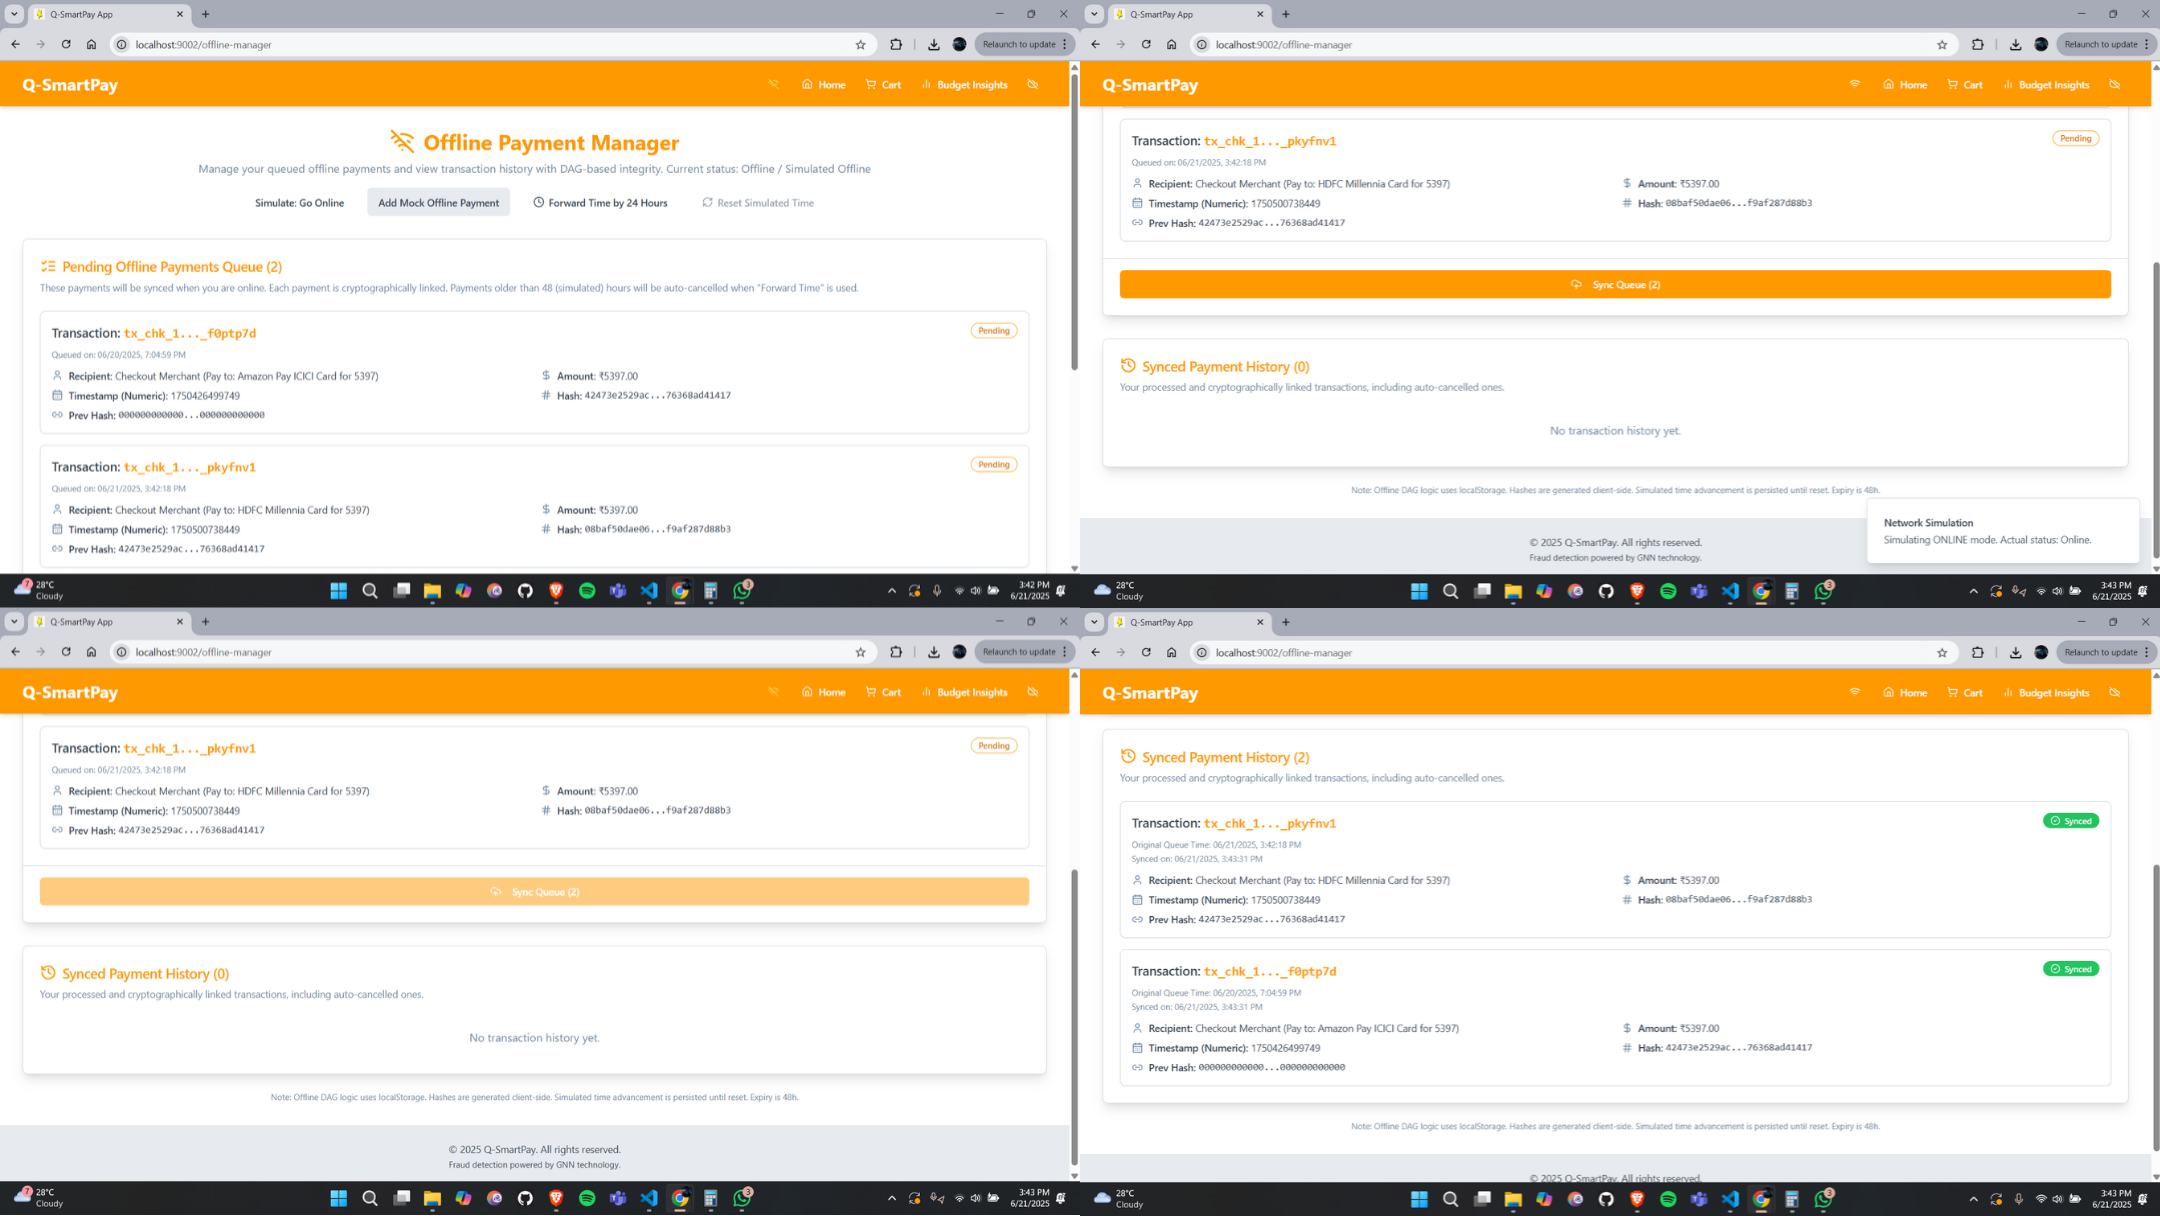 Q-SmartPay App
localhost:9002/offline-manager
Relaunch to update
Q-SmartPay
Home
Cart
Budget Insights
Offline Payment Manager
Manage your queued offline payments and view transaction history with DAG-based integrity. Current status: Offline / Simulated Offline
Simulate: Go Online
Add Mock Offline Payment
Forward Time by 24 Hours
Reset Simulated Time
Pending Offline Payments Queue (2)
These payments will be synced when you are online. Each payment is cryptographically linked. Payments older than 48 (simulated) hours will be auto-cancelled when "Forward Time" is used.
Transaction: tx_chk_1..._f0ptp7d
Pending
Queued on: 06/20/2025, 7:04:59 PM
Recipient: Checkout Merchant (Pay to: Amazon Pay ICICI Card for 5397)
Amount: ₹5397.00
Timestamp (Numeric): 1750426499749
Hash: 42473e2529ac...76368ad41417
Prev Hash: 000000000000...000000000000
Transaction: tx_chk_1..._pkyfnv1
Pending
Queued on: 06/21/2025, 3:42:18 PM
Recipient: Checkout Merchant (Pay to: HDFC Millennia Card for 5397)
Amount: ₹5397.00
Timestamp (Numeric): 1750500738449
Hash: 08baf50dae06...f9af287d88b3
Prev Hash: 42473e2529ac...76368ad41417
7
28°C
Cloudy
3
3:42 PM
6/21/2025
Q-SmartPay App
localhost:9002/offline-manager
Relaunch to update
Q-SmartPay
Home
Cart
Budget Insights
Transaction: tx_chk_1..._pkyfnv1
Pending
Queued on: 06/21/2025, 3:42:18 PM
Recipient: Checkout Merchant (Pay to: HDFC Millennia Card for 5397)
Amount: ₹5397.00
Timestamp (Numeric): 1750500738449
Hash: 08baf50dae06...f9af287d88b3
Prev Hash: 42473e2529ac...76368ad41417
Sync Queue (2)
Synced Payment History (0)
Your processed and cryptographically linked transactions, including auto-cancelled ones.
No transaction history yet.
Note: Offline DAG logic uses localStorage. Hashes are generated client-side. Simulated time advancement is persisted until reset. Expiry is 48h.
Network Simulation
Simulating ONLINE mode. Actual status: Online.
© 2025 Q-SmartPay. All rights reserved.
Fraud detection powered by GNN technology.
28°C
Cloudy
3
3:43 PM
6/21/2025
Q-SmartPay App
localhost:9002/offline-manager
Relaunch to update
Q-SmartPay
Home
Cart
Budget Insights
Transaction: tx_chk_1..._pkyfnv1
Pending
Queued on: 06/21/2025, 3:42:18 PM
Recipient: Checkout Merchant (Pay to: HDFC Millennia Card for 5397)
Amount: ₹5397.00
Timestamp (Numeric): 1750500738449
Hash: 08baf50dae06...f9af287d88b3
Prev Hash: 42473e2529ac...76368ad41417
Sync Queue (2)
Synced Payment History (0)
Your processed and cryptographically linked transactions, including auto-cancelled ones.
No transaction history yet.
Note: Offline DAG logic uses localStorage. Hashes are generated client-side. Simulated time advancement is persisted until reset. Expiry is 48h.
© 2025 Q-SmartPay. All rights reserved.
Fraud detection powered by GNN technology.
7
28°C
Cloudy
3
3:43 PM
6/21/2025
Q-SmartPay App
localhost:9002/offline-manager
Relaunch to update
Q-SmartPay
Home
Cart
Budget Insights
Synced Payment History (2)
Your processed and cryptographically linked transactions, including auto-cancelled ones.
Transaction: tx_chk_1..._pkyfnv1
Synced
Original Queue Time: 06/21/2025, 3:42:18 PM
Synced on: 06/21/2025, 3:43:31 PM
Recipient: Checkout Merchant (Pay to: HDFC Millennia Card for 5397)
Amount: ₹5397.00
Timestamp (Numeric): 1750500738449
Hash: 08baf50dae06...f9af287d88b3
Prev Hash: 42473e2529ac...76368ad41417
Transaction: tx_chk_1..._f0ptp7d
Synced
Original Queue Time: 06/20/2025, 7:04:59 PM
Synced on: 06/21/2025, 3:43:31 PM
Recipient: Checkout Merchant (Pay to: Amazon Pay ICICI Card for 5397)
Amount: ₹5397.00
Timestamp (Numeric): 1750426499749
Hash: 42473e2529ac...76368ad41417
Prev Hash: 000000000000...000000000000
Note: Offline DAG logic uses localStorage. Hashes are generated client-side. Simulated time advancement is persisted until reset. Expiry is 48h.
© 2025 Q-SmartPay. All rights reserved.
28°C
Cloudy
3
3:43 PM
6/21/2025